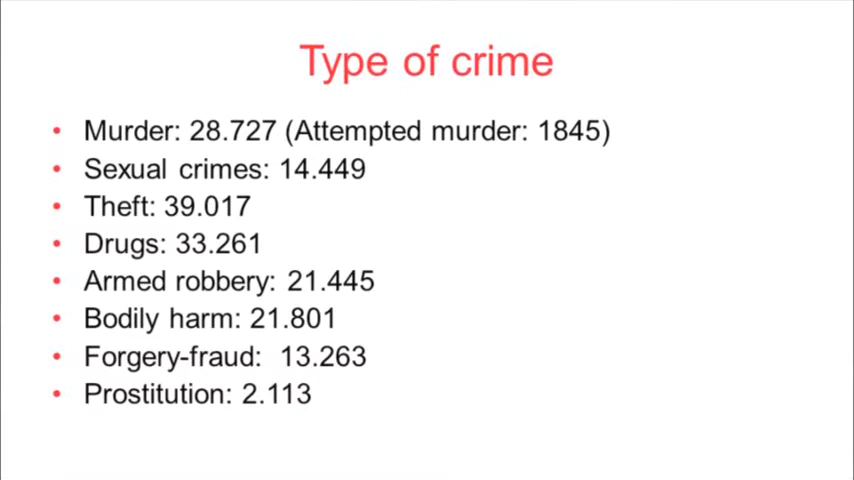 Type of crime
• Murder: 28.727 (Attempted murder: 1845)
• Sexual crimes: 14.449
• Theft: 39.017
• Drugs: 33.261
• Armed robbery: 21.445
• Bodily harm: 21.801
• Forgery-fraud:  13.263
• Prostitution: 2.113